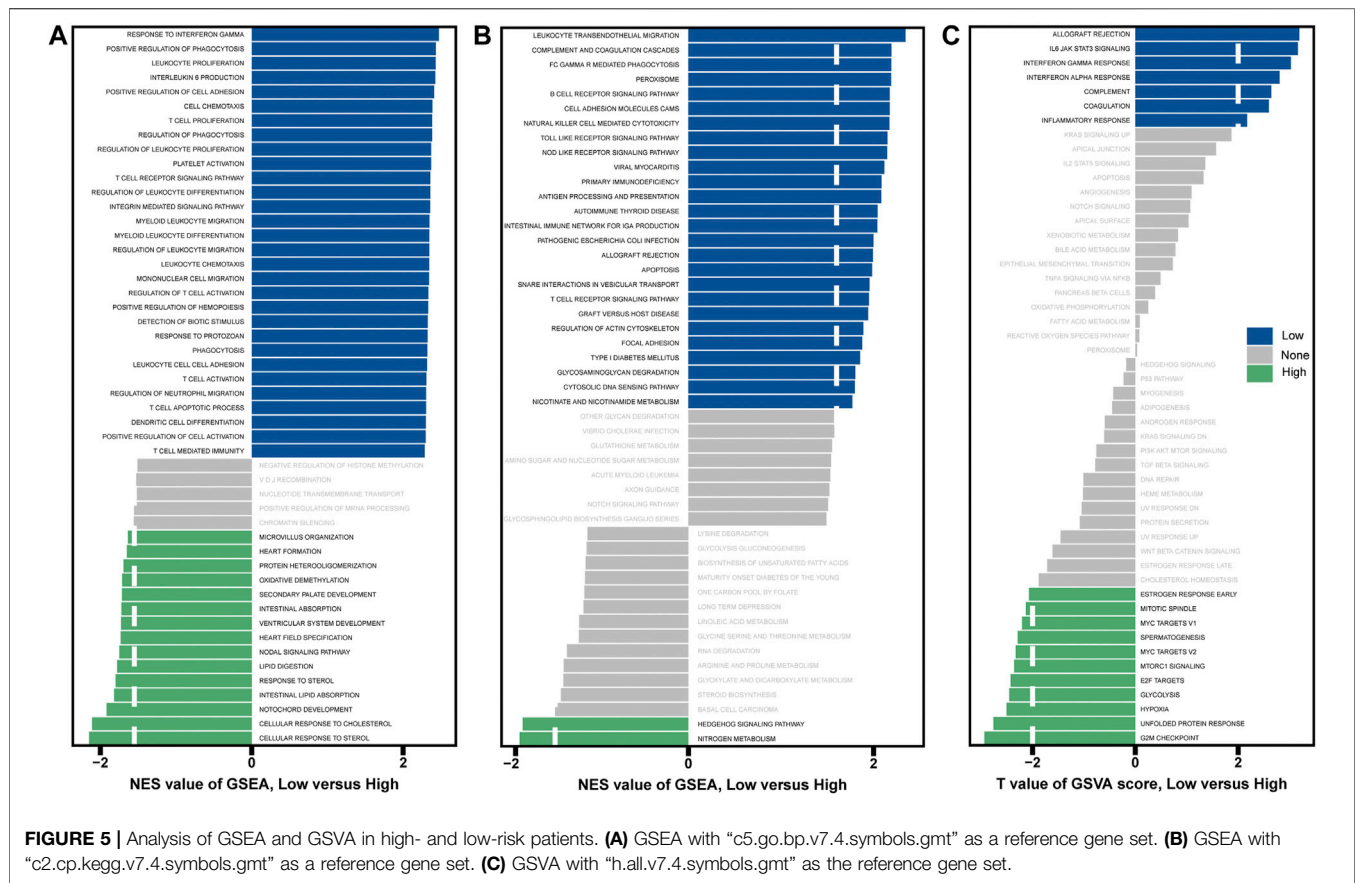 A
RESPONSE TO INTERFERON GAMMA
POSITIVE REGULATION OF PHAGOCYTOSIS
LEUKOCYTE PROLIFERATION
INTERLEUKIN 6 PRODUCTION
POSITIVE REGULATION OF CELL ADHESION
CELL CHEMOTAXIS
T CELL PROLIFERATION
REGULATION OF PHAGOCYTOSIS
REGULATION OF LEUKOCYTE PROLIFERATION
PLATELET ACTIVATION
T CELL RECEPTOR SIGNALING PATHWAY
REGULATION OF LEUKOCYTE DIFFERENTIATION
INTEGRIN MEDIATED SIGNALING PATHWAY
MYELOID LEUKOCYTE MIGRATION
MYELOID LEUKOCYTE DIFFERENTIATION
REGULATION OF LEUKOCYTE MIGRATION
LEUKOCYTE CHEMOTAXIS
MONONUCLEAR CELL MIGRATION
REGULATION OF T CELL ACTIVATION
POSITIVE REGULATION OF HEMOPOIESIS
DETECTION OF BIOTIC STIMULUS
RESPONSE TO PROTOZOAN
PHAGOCYTOSIS
LEUKOCYTE CELL CELL ADHESION
T CELL ACTIVATION
REGULATION OF NEUTROPHIL MIGRATION
T CELL APOPTOTIC PROCESS
DENDRITIC CELL DIFFERENTIATION
POSITIVE REGULATION OF CELL ACTIVATION
T CELL MEDIATED IMMUNITY
NEGATIVE REGULATION OF HISTONE METHYLATION
V D J RECOMBINATION
NUCLEOTIDE TRANSMEMBRANE TRANSPORT
POSITIVE REGULATION OF MRNA PROCESSING
CHROMATIN SILENCING
MICROVILLUS ORGANIZATION
HEART FORMATION
PROTEIN HETEROOLIGOMERIZATION
OXIDATIVE DEMETHYLATION
SECONDARY PALATE DEVELOPMENT
INTESTINAL ABSORPTION
VENTRICULAR SYSTEM DEVELOPMENT
HEART FIELD SPECIFICATION
NODAL SIGNALING PATHWAY
LIPID DIGESTION
RESPONSE TO STEROL
INTESTINAL LIPID ABSORPTION
NOTOCHORD DEVELOPMENT
CELLULAR RESPONSE TO CHOLESTEROL
CELLULAR RESPONSE TO STEROL
−2 0 2
NES value of GSEA, Low versus High
B
LEUKOCYTE TRANSENDOTHELIAL MIGRATION
COMPLEMENT AND COAGULATION CASCADES
FC GAMMA R MEDIATED PHAGOCYTOSIS
PEROXISOME
B CELL RECEPTOR SIGNALING PATHWAY
CELL ADHESION MOLECULES CAMS
NATURAL KILLER CELL MEDIATED CYTOTOXICITY
TOLL LIKE RECEPTOR SIGNALING PATHWAY
NOD LIKE RECEPTOR SIGNALING PATHWAY
VIRAL MYOCARDITIS
PRIMARY IMMUNODEFICIENCY
ANTIGEN PROCESSING AND PRESENTATION
AUTOIMMUNE THYROID DISEASE
INTESTINAL IMMUNE NETWORK FOR IGA PRODUCTION
PATHOGENIC ESCHERICHIA COLI INFECTION
ALLOGRAFT REJECTION
APOPTOSIS
SNARE INTERACTIONS IN VESICULAR TRANSPORT
T CELL RECEPTOR SIGNALING PATHWAY
GRAFT VERSUS HOST DISEASE
REGULATION OF ACTIN CYTOSKELETON
FOCAL ADHESION
TYPE I DIABETES MELLITUS
GLYCOSAMINOGLYCAN DEGRADATION
CYTOSOLIC DNA SENSING PATHWAY
NICOTINATE AND NICOTINAMIDE METABOLISM
OTHER GLYCAN DEGRADATION
VIBRIO CHOLERAE INFECTION
GLUTATHIONE METABOLISM
AMINO SUGAR AND NUCLEOTIDE SUGAR METABOLISM
ACUTE MYELOID LEUKEMIA
AXON GUIDANCE
NOTCH SIGNALING PATHWAY
GLYCOSPHINGOLIPID BIOSYNTHESIS GANGLIO SERIES
LYSINE DEGRADATION
GLYCOLYSIS GLUCONEOGENESIS
BIOSYNTHESIS OF UNSATURATED FATTY ACIDS
MATURITY ONSET DIABETES OF THE YOUNG
ONE CARBON POOL BY FOLATE
LONG TERM DEPRESSION
LINOLEIC ACID METABOLISM
GLYCINE SERINE AND THREONINE METABOLISM
RNA DEGRADATION
ARGININE AND PROLINE METABOLISM
GLYOXYLATE AND DICARBOXYLATE METABOLISM
STEROID BIOSYNTHESIS
BASAL CELL CARCINOMA
HEDGEHOG SIGNALING PATHWAY
NITROGEN METABOLISM
−2 0 2
NES value of GSEA, Low versus High
C
ALLOGRAFT REJECTION
IL6 JAK STAT3 SIGNALING
INTERFERON GAMMA RESPONSE
INTERFERON ALPHA RESPONSE
COMPLEMENT
COAGULATION
INFLAMMATORY RESPONSE
KRAS SIGNALING UP
APICAL JUNCTION
IL2 STAT5 SIGNALING
APOPTOSIS
ANGIOGENESIS
NOTCH SIGNALING
APICAL SURFACE
XENOBIOTIC METABOLISM
BILE ACID METABOLISM
EPITHELIAL MESENCHYMAL TRANSITION
TNFA SIGNALING VIA NFKB
PANCREAS BETA CELLS
OXIDATIVE PHOSPHORYLATION
FATTY ACID METABOLISM
REACTIVE OXYGEN SPECIES PATHWAY
PEROXISOME
HEDGEHOG SIGNALING
P53 PATHWAY
MYOGENESIS
ADIPOGENESIS
ANDROGEN RESPONSE
KRAS SIGNALING DN
PI3K AKT MTOR SIGNALING
TGF BETA SIGNALING
DNA REPAIR
HEME METABOLISM
UV RESPONSE DN
PROTEIN SECRETION
UV RESPONSE UP
WNT BETA CATENIN SIGNALING
ESTROGEN RESPONSE LATE
CHOLESTEROL HOMEOSTASIS
ESTROGEN RESPONSE EARLY
MITOTIC SPINDLE
MYC TARGETS V1
SPERMATOGENESIS
MYC TARGETS V2
MTORC1 SIGNALING
E2F TARGETS
GLYCOLYSIS
HYPOXIA
UNFOLDED PROTEIN RESPONSE
G2M CHECKPOINT
Low
None
High
−2 0 2
T value of GSVA score, Low versus High
FIGURE 5 | Analysis of GSEA and GSVA in high- and low-risk patients. (A) GSEA with “c5.go.bp.v7.4.symbols.gmt” as a reference gene set. (B) GSEA with
“c2.cp.kegg.v7.4.symbols.gmt” as a reference gene set. (C) GSVA with “h.all.v7.4.symbols.gmt” as the reference gene set.